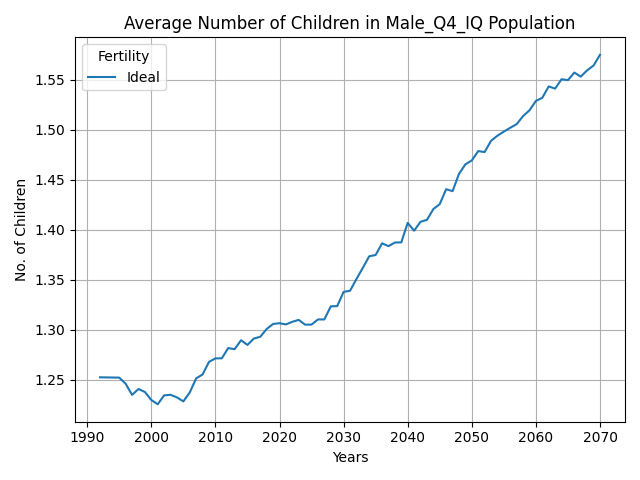 Average Number of Children in Male_Q4_IQ Population
Fertility
Ideal
No. of Children
1.55
1.50
1.45
1.40
1.35
1.30
1.25
1990 2000 2010 2020 2030 2040 2050 2060 2070
Years